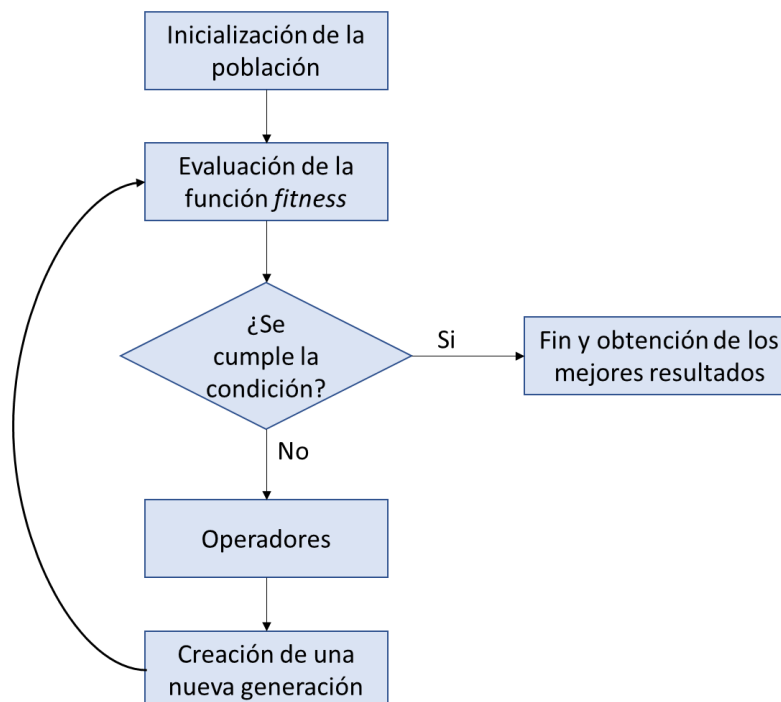 Inicialización de la
población
Evaluación de la
función fitness
¿Se
cumple la
condición?
Si
Fin y obtención de los
mejores resultados
No
Operadores
Creación de una
nueva generación